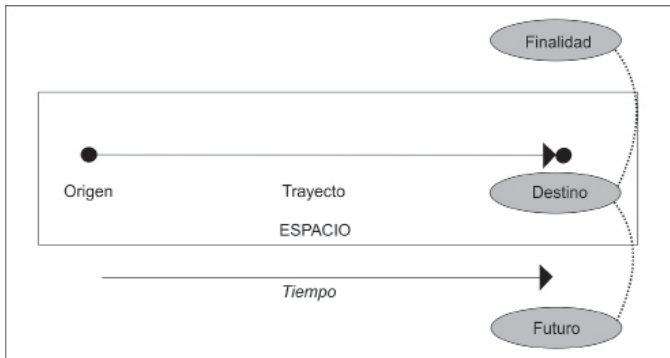 Finalidad
Origen Trayecto Destino
ESPACIO
Tiempo
Futuro